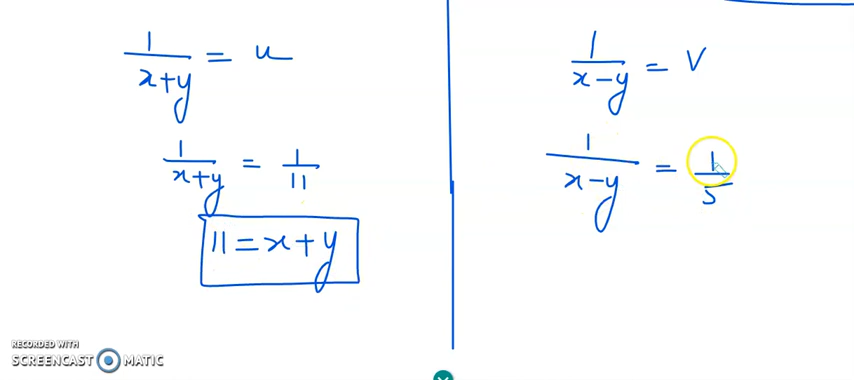 1/(x+y) = u
1/(x+y) = 1/11
11 = x+y
1/(x-y) = v
1/(x-y) = 1/5
RECORDED WITH
SCREENCAST MATIC